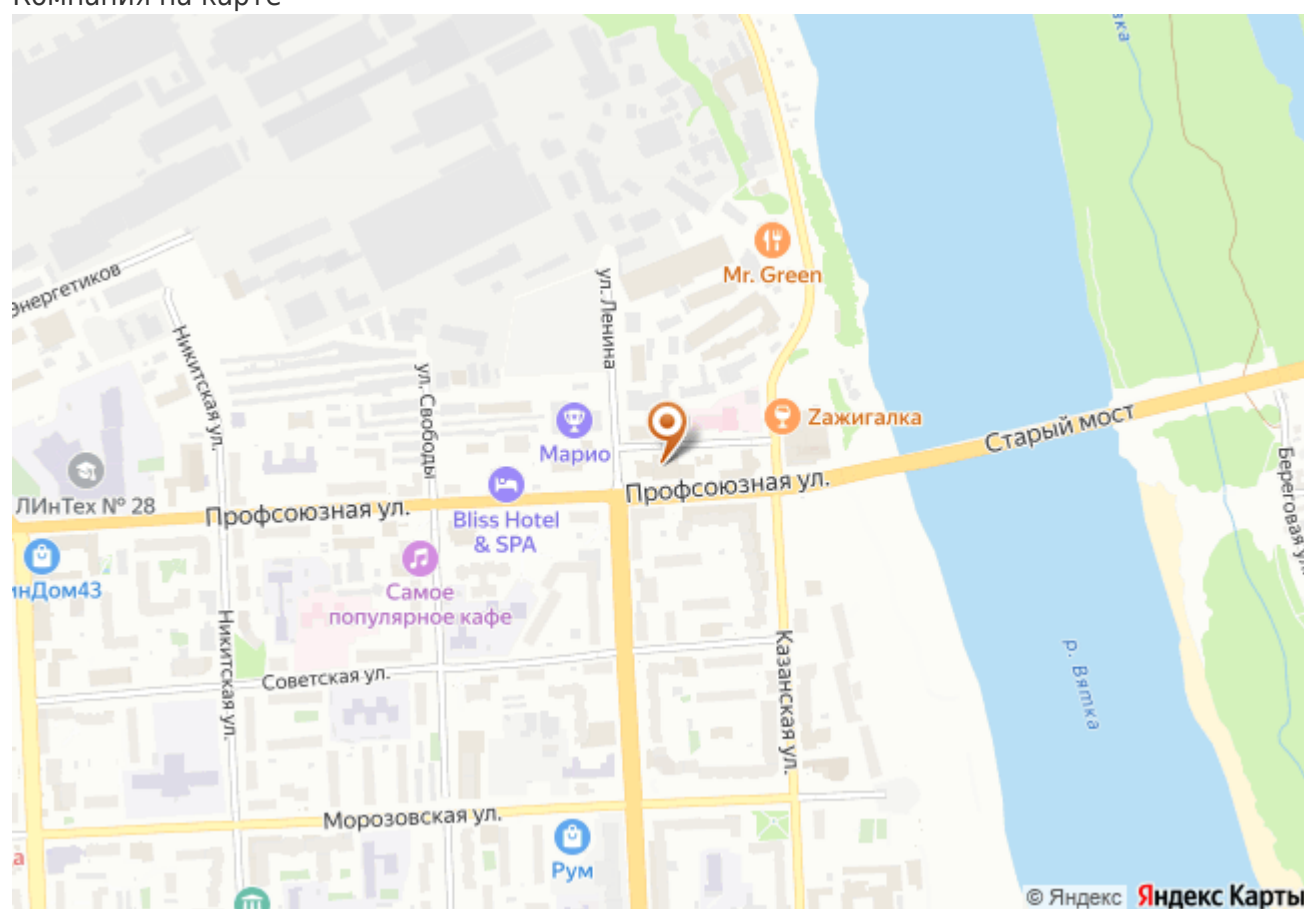 Компания на карте
вка
Энергетиков
Никитская ул.
ул. Свободы
ул. Ленина
Mr. Green
Марио
Zажигалка
Старый мост
Береговая ул.
ЛИнТех № 28
Профсоюзная ул.
Профсоюзная ул.
Bliss Hotel
& SPA
инДом43
Самое
популярное кафе
Никитская ул.
Советская ул.
Казанская ул.
р. Вятка
Морозовская ул.
Рум
а
© Яндекс Яндекс Карты